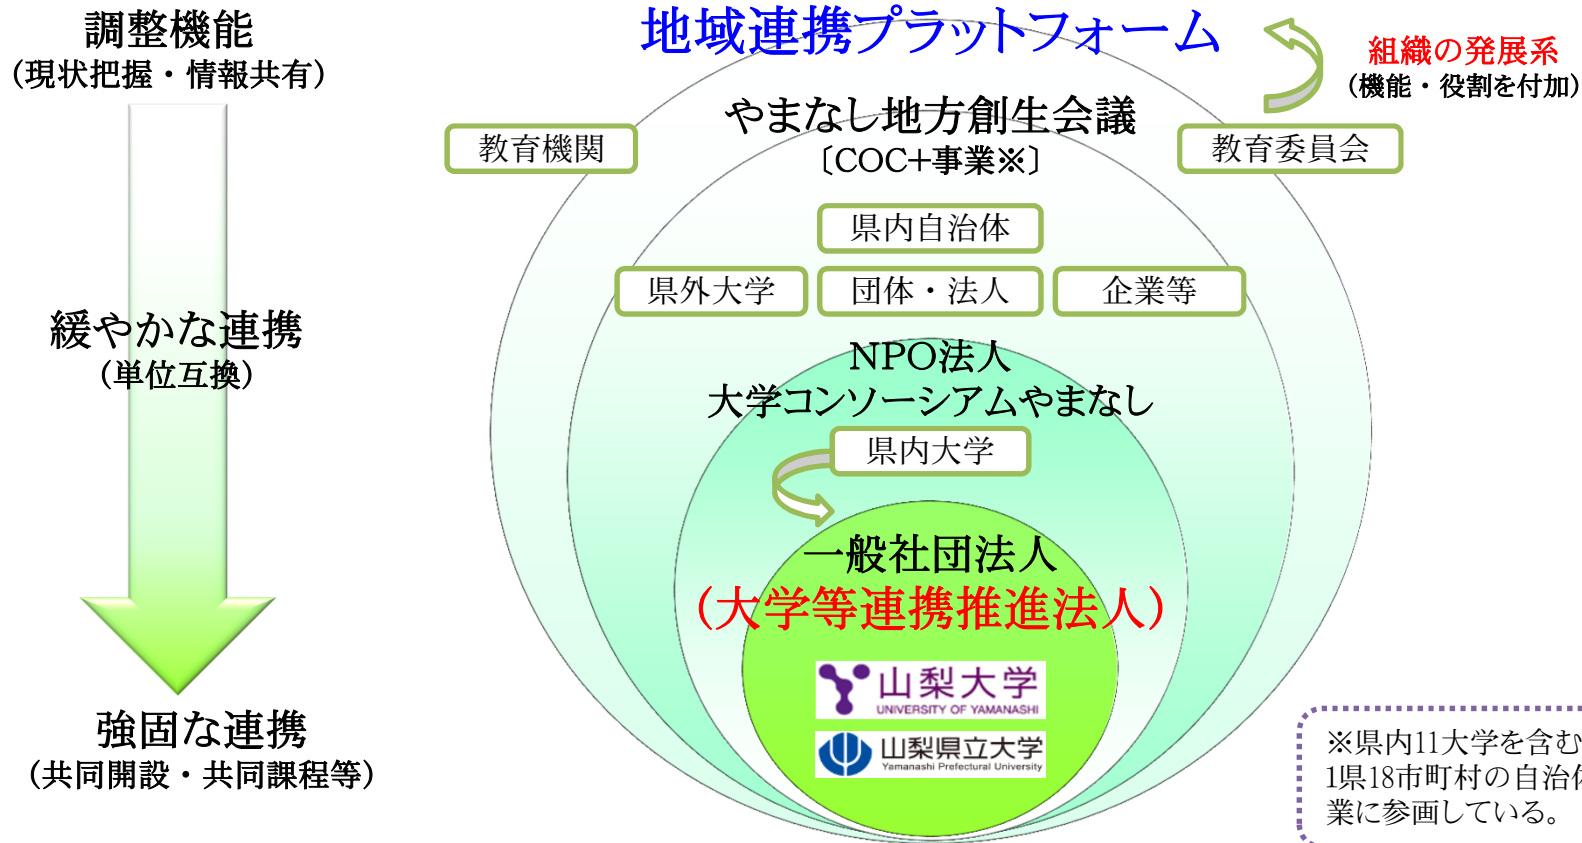 調整機能
（現状把握・情報共有）
緩やかな連携
（単位互換）
強固な連携
（共同開設・共同課程等）
地域連携プラットフォーム
組織の発展系
（機能・役割を付加）
やまなし地方創生会議
〔COC+事業※〕
教育機関
教育委員会
県内自治体
県外大学
団体・法人
企業等
NPO法人
大学コンソーシアムやまなし
県内大学
一般社団法人
（大学等連携推進法人）
山梨大学
UNIVERSITY OF YAMANASHI
山梨県立大学
Yamanashi Prefectural University
※県内11大学を含む
1県18市町村の自治体
業に参画している。